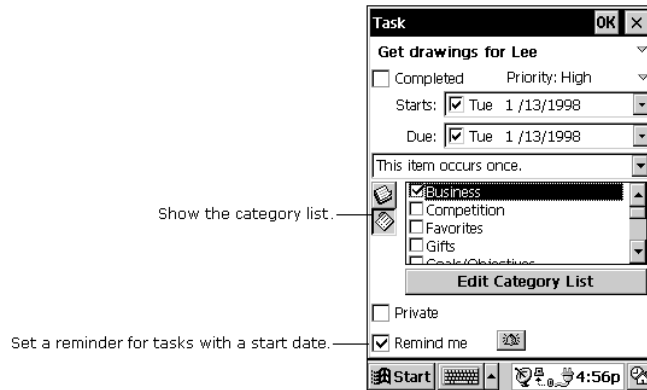 Task OK
Get drawings for Lee
Completed Priority: High
Starts: Tue 1 /13/1998
Due: Tue 1 /13/1998
This item occurs once.
Business
Show the category list.
Competition
Favorites
Gifts
Goals/Objectives
Edit Category List
Private
Set a reminder for tasks with a start date.
Remind me
Start 4:56p